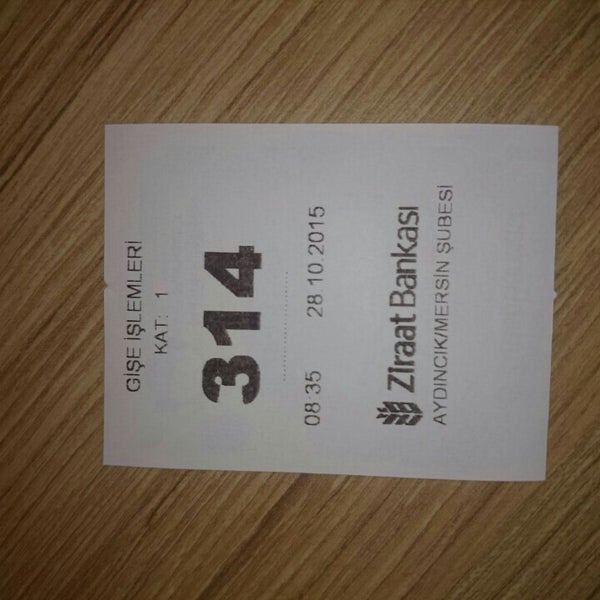 GİŞE İŞLEMLERİ
KAT: 1
314
08 35 28 10 2015
Ziraat Bankası
AYDINCIK/MERSİN ŞUBESİ